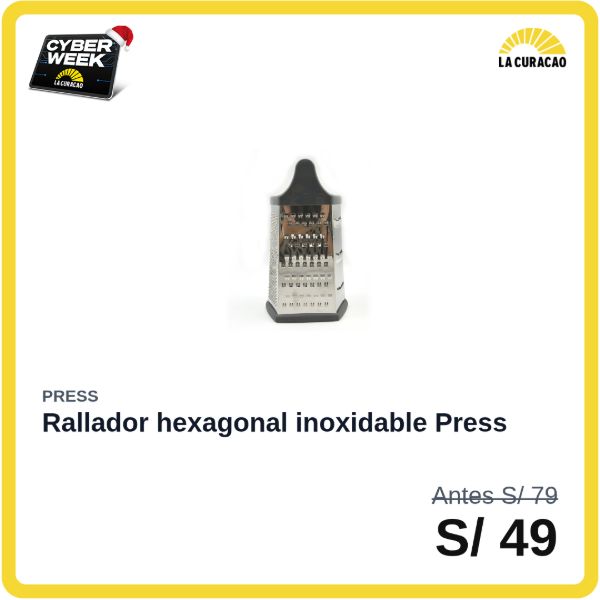 CYBER
WEEK
LA CURACAO
LA CURACAO
PRESS
Rallador hexagonal inoxidable Press
Antes S/ 79
S/ 49